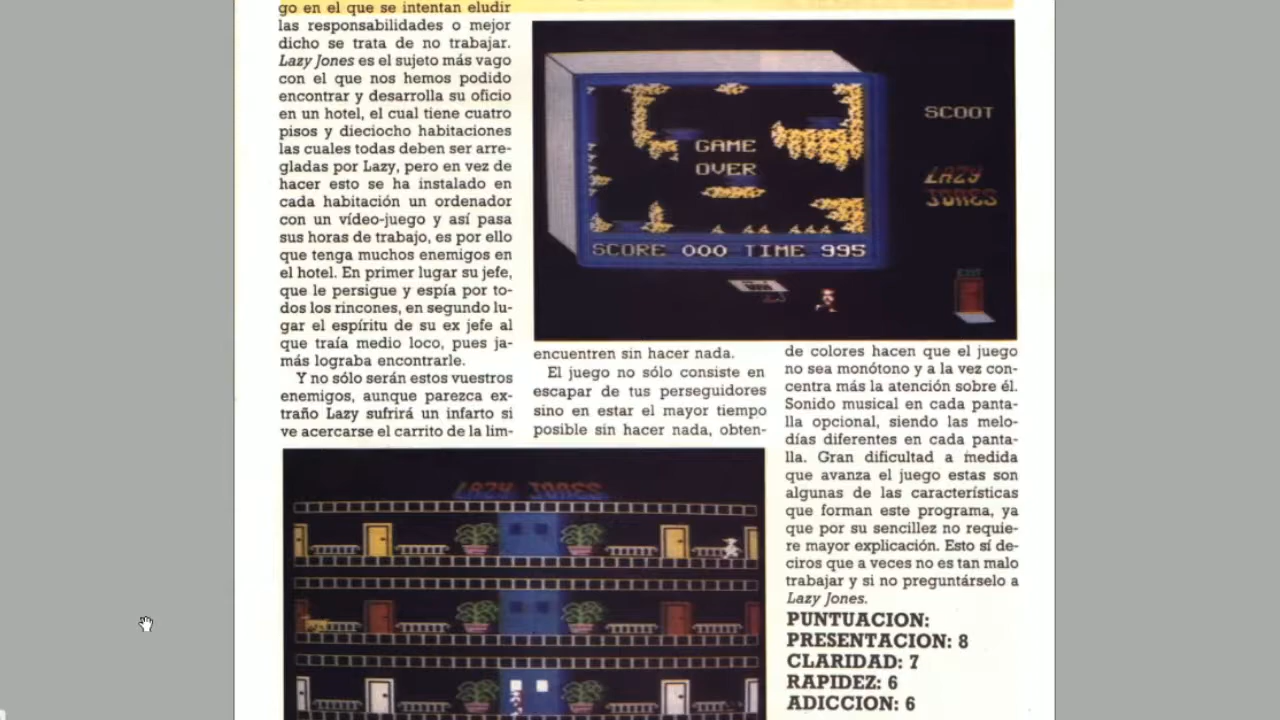 go en el que se intentan eludir
las responsabilidades o mejor
dicho se trata de no trabajar.
Lazy Jones es el sujeto más vago
con el que nos hemos podido
encontrar y desarrolla su oficio
en un hotel, el cual tiene cuatro
pisos y dieciocho habitaciones
las cuales todas deben ser arre-
gladas por Lazy, pero en vez de
hacer esto se ha instalado en
cada habitación un ordenador
con un vídeo-juego y así pasa
sus horas de trabajo, es por ello
que tenga muchos enemigos en
el hotel. En primer lugar su jefe,
que le persigue y espía por to-
dos los rincones, en segundo lu-
gar el espíritu de su ex jefe al
que traía medio loco, pues ja-
más lograba encontrarle.
Y no sólo serán estos vuestros
enemigos, aunque parezca ex-
traño Lazy sufrirá un infarto si
ve acercarse el carrito de la lim-
GAME
OVER
SCORE 000 TIME 995
SCOOT
LAZY
JONES
EXIT
encuentren sin hacer nada.
El juego no sólo consiste en
escapar de tus perseguidores
sino en estar el mayor tiempo
posible sin hacer nada, obten-
de colores hacen que el juego
no sea monótono y a la vez con-
centra más la atención sobre él.
Sonido musical en cada panta-
lla opcional, siendo las melo-
días diferentes en cada panta-
lla. Gran dificultad a medida
que avanza el juego estas son
algunas de las características
que forman este programa, ya
que por su sencillez no requie-
re mayor explicación. Esto sí de-
ciros que a veces no es tan malo
trabajar y si no preguntárselo a
Lazy Jones.
PUNTUACION:
PRESENTACION: 8
CLARIDAD: 7
RAPIDEZ: 6
ADICCION: 6
LAZY JONES